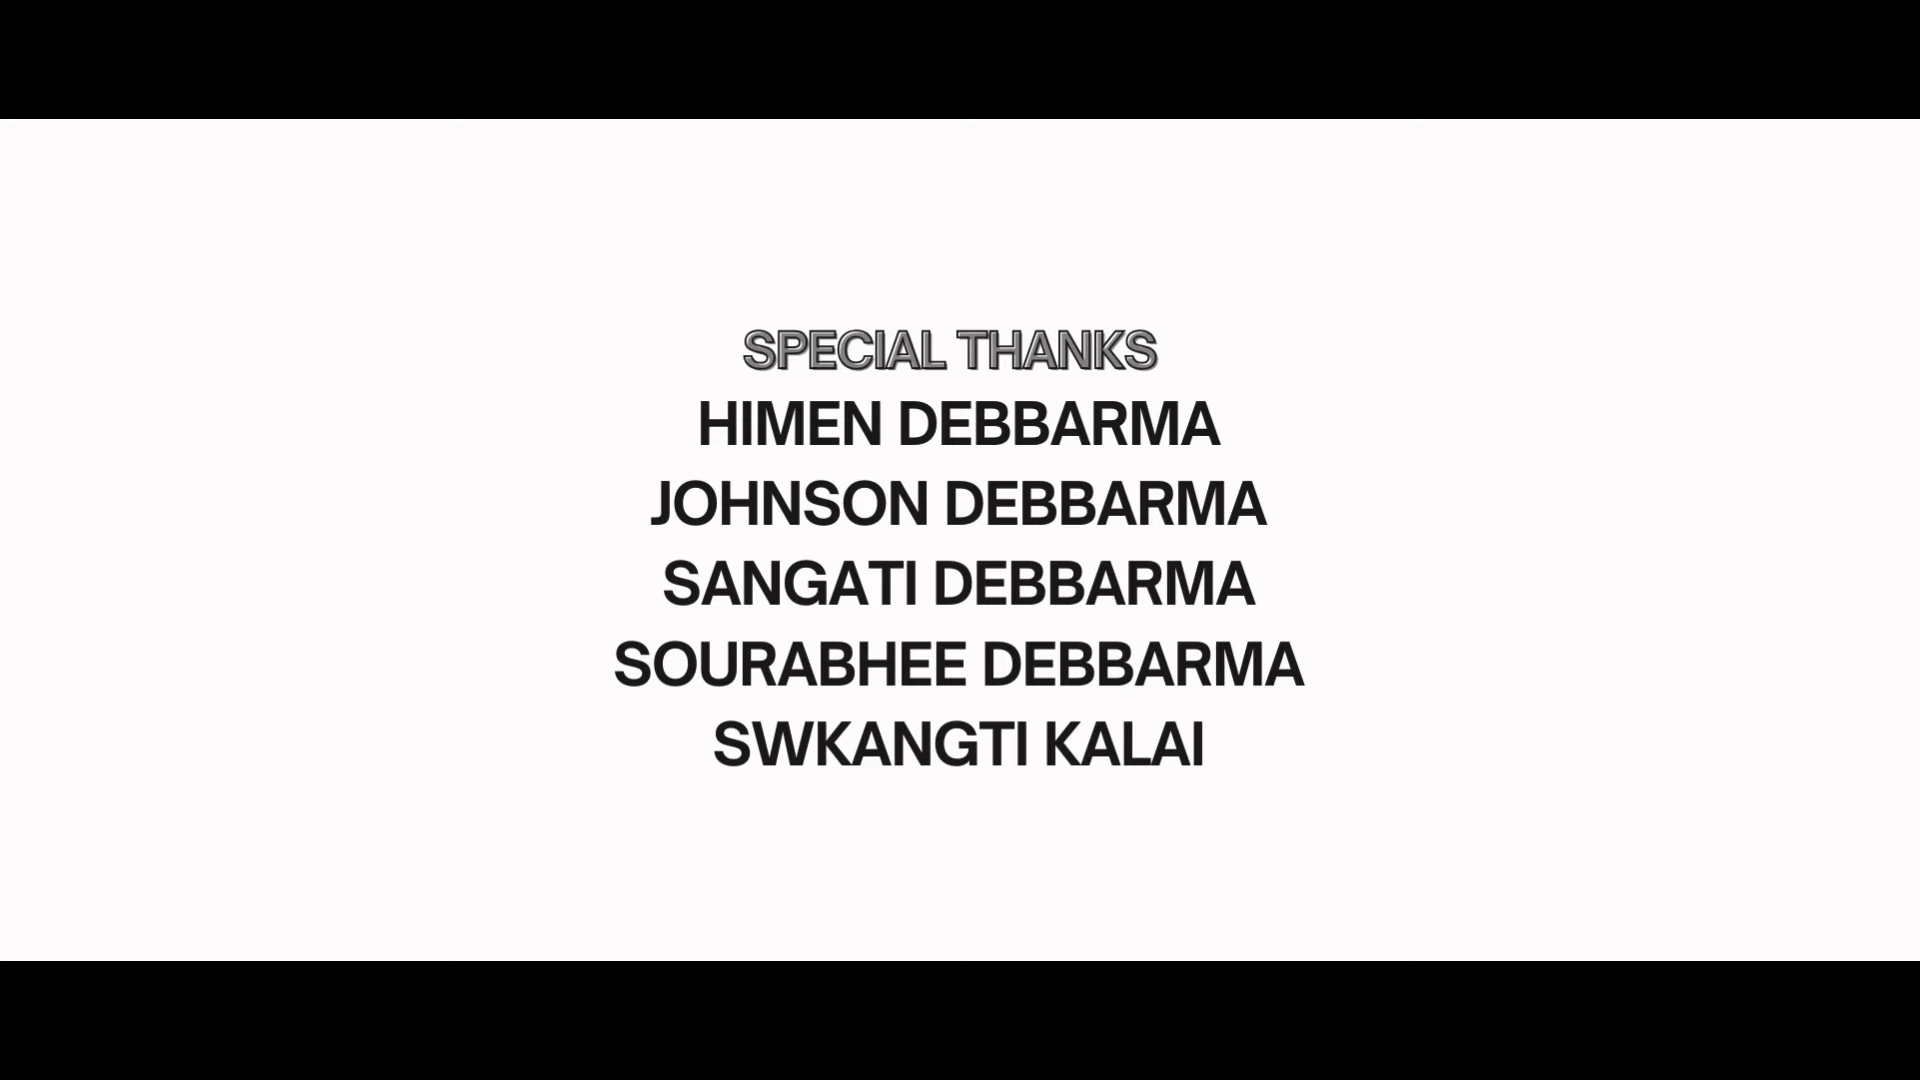 SPECIAL THANKS
HIMEN DEBBARMA
JOHNSON DEBBARMA
SANGATI DEBBARMA
SOURABHEE DEBBARMA
SWKANGTI KALAI